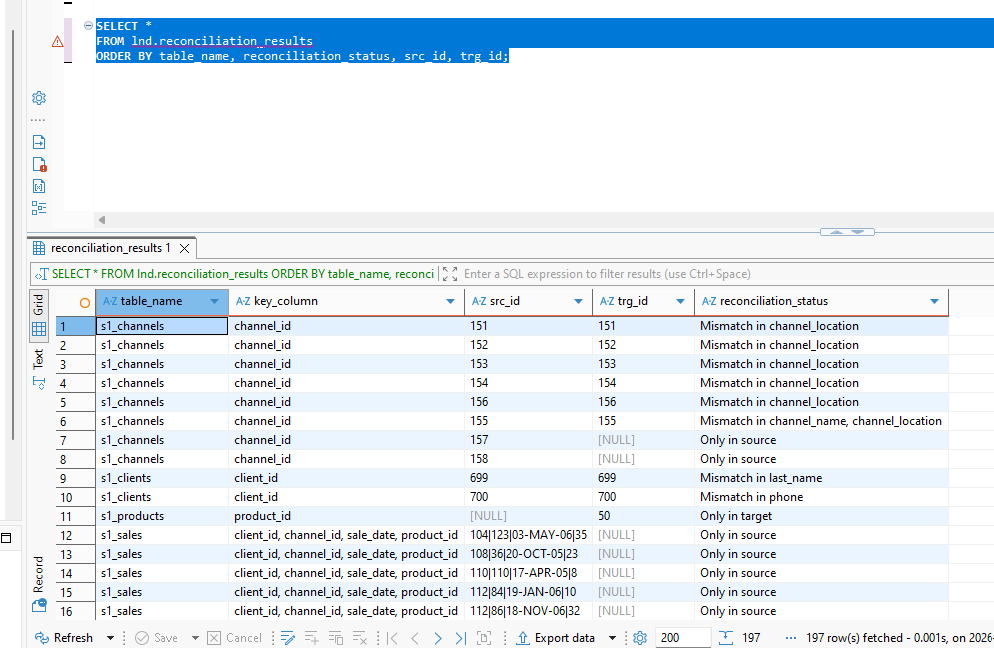 SELECT *
FROM lnd.reconciliation_results
ORDER BY table_name, reconciliation_status, src_id, trg_id;
reconciliation_results 1
SELECT * FROM lnd.reconciliation_results ORDER BY table_name, reconci Enter a SQL expression to filter results (use Ctrl+Space)
Grid
Text
Record
A-Z table_name A-Z key_column A-Z src_id A-Z trg_id A-Z reconciliation_status
1 s1_channels channel_id 151 151 Mismatch in channel_location
2 s1_channels channel_id 152 152 Mismatch in channel_location
3 s1_channels channel_id 153 153 Mismatch in channel_location
4 s1_channels channel_id 154 154 Mismatch in channel_location
5 s1_channels channel_id 156 156 Mismatch in channel_location
6 s1_channels channel_id 155 155 Mismatch in channel_name, channel_location
7 s1_channels channel_id 157 [NULL] Only in source
8 s1_channels channel_id 158 [NULL] Only in source
9 s1_clients client_id 699 699 Mismatch in last_name
10 s1_clients client_id 700 700 Mismatch in phone
11 s1_products product_id [NULL] 50 Only in target
12 s1_sales client_id, channel_id, sale_date, product_id 104|123|03-MAY-06|35 [NULL] Only in source
13 s1_sales client_id, channel_id, sale_date, product_id 108|36|20-OCT-05|23 [NULL] Only in source
14 s1_sales client_id, channel_id, sale_date, product_id 110|110|17-APR-05|8 [NULL] Only in source
15 s1_sales client_id, channel_id, sale_date, product_id 112|84|19-JAN-06|10 [NULL] Only in source
16 s1_sales client_id, channel_id, sale_date, product_id 112|86|18-NOV-06|32 [NULL] Only in source
Refresh Save Cancel Export data 200 197 197 row(s) fetched - 0.001s, on 2026-